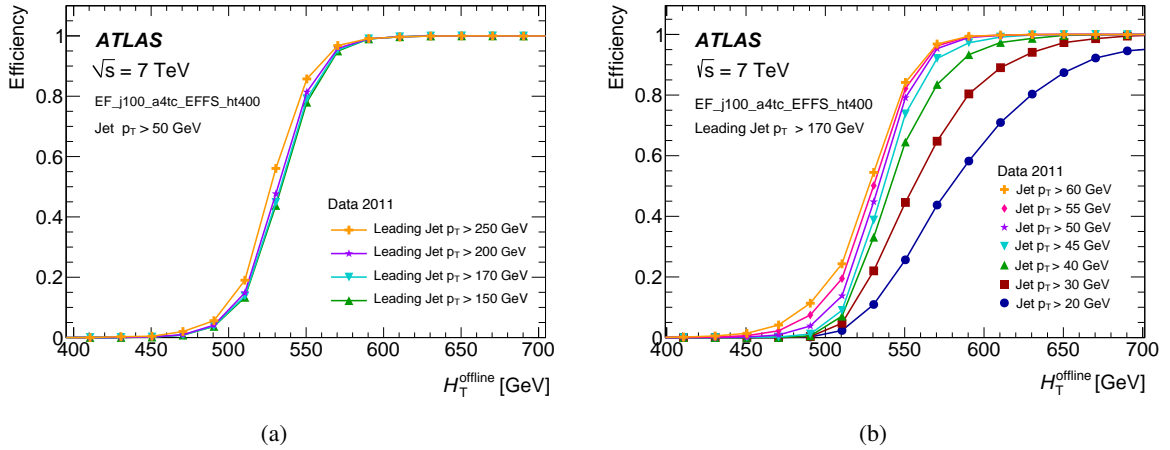 Efficiency
1
0.8
0.6
0.4
0.2
0
ATLAS
√s = 7 TeV
EF_j100_a4tc_EFFS_ht400
Jet p_T > 50 GeV
Data 2011
Leading Jet p_T > 250 GeV
Leading Jet p_T > 200 GeV
Leading Jet p_T > 170 GeV
Leading Jet p_T > 150 GeV
400 450 500 550 600 650 700
H_T^offline [GeV]
(a)
Efficiency
1
0.8
0.6
0.4
0.2
0
ATLAS
√s = 7 TeV
EF_j100_a4tc_EFFS_ht400
Leading Jet p_T > 170 GeV
Data 2011
Jet p_T > 60 GeV
Jet p_T > 55 GeV
Jet p_T > 50 GeV
Jet p_T > 45 GeV
Jet p_T > 40 GeV
Jet p_T > 30 GeV
Jet p_T > 20 GeV
400 450 500 550 600 650 700
H_T^offline [GeV]
(b)